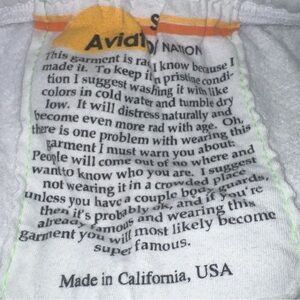 S
Aviator NATION
This garment is rad I know because I
made it. To keep it in pristine condi-
tion I suggest washing it with like
colors in cold water and tumble dry
low. It will distress naturally and
become even more rad with age. Oh,
there is one problem with wearing this
garment I must warn you about:
People will come out of no where and
want to know who you are. I suggest
not wearing it in a crowded place
unless you have a couple body guards,
then it's probably ok, and if you're
already famous and wearing this
garment you will most likely become
super famous.
Made in California, USA